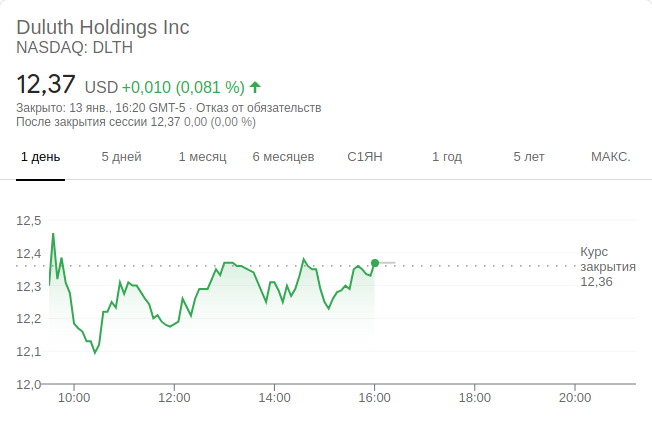 Duluth Holdings Inc
NASDAQ: DLTH
12,37 USD +0,010 (0,081 %)
Закрыто: 13 янв., 16:20 GMT-5 · Отказ от обязательств
После закрытия сессии 12,37 0,00 (0,00 %)
1 день 5 дней 1 месяц 6 месяцев С1ЯН 1 год 5 лет МАКС.
12,5
12,4
12,3
12,2
12,1
12,0
Курс
закрытия
12,36
10:00 12:00 14:00 16:00 18:00 20:00